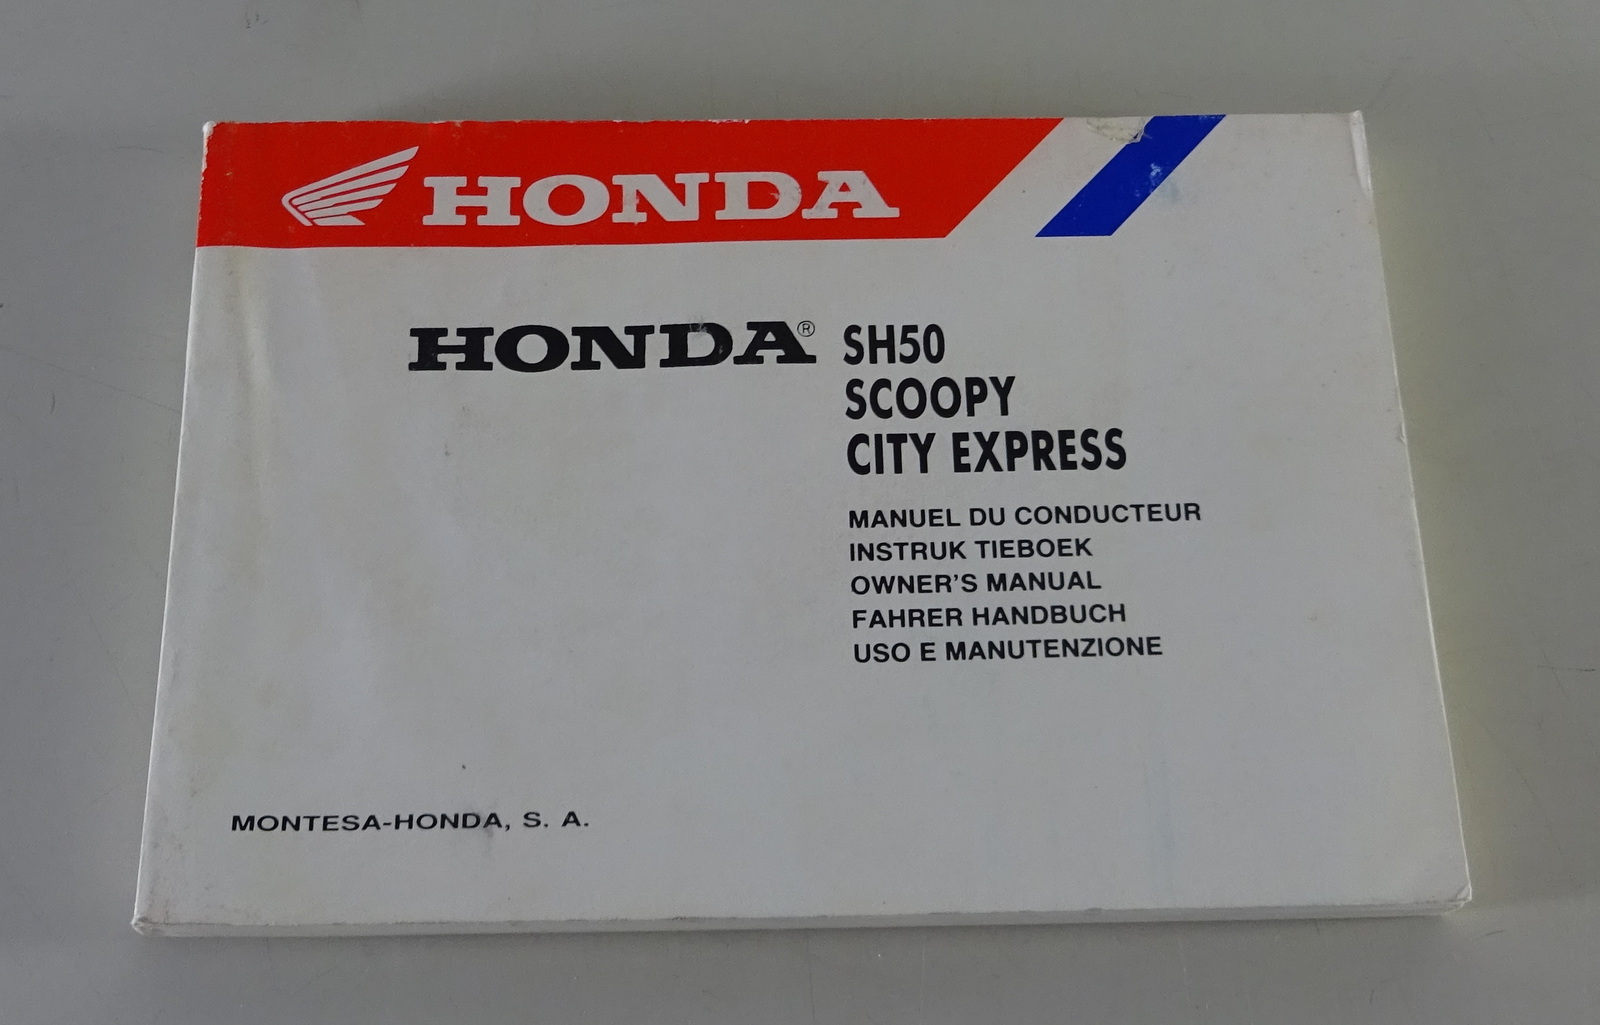 HONDA
HONDA® SH50
SCOOPY
CITY EXPRESS
MANUEL DU CONDUCTEUR
INSTRUK TIEBOEK
OWNER'S MANUAL
FAHRER HANDBUCH
USO E MANUTENZIONE
MONTESA-HONDA, S. A.